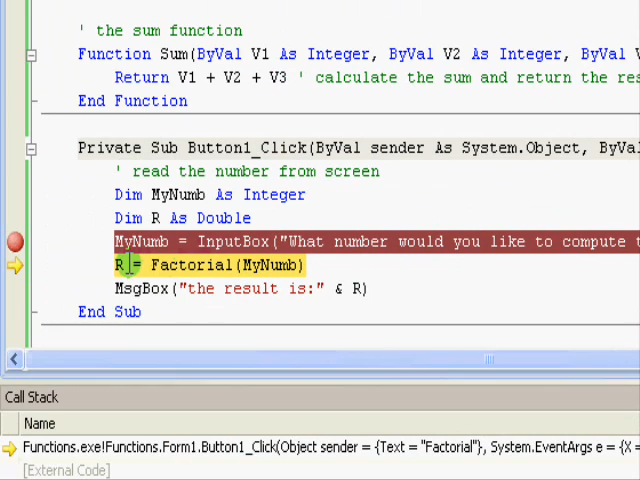 ' the sum function
Function Sum(ByVal V1 As Integer, ByVal V2 As Integer, ByVal V
Return V1 + V2 + V3 ' calculate the sum and return the res
End Function
Private Sub Button1_Click(ByVal sender As System.Object, ByVal
' read the number from screen
Dim MyNumb As Integer
Dim R As Double
MyNumb = InputBox("What number would you like to compute t
R = Factorial(MyNumb)
MsgBox("the result is:" & R)
End Sub
Call Stack
Name
Functions.exe!Functions.Form1.Button1_Click(Object sender = {Text = "Factorial"}, System.EventArgs e = {X =
[External Code]